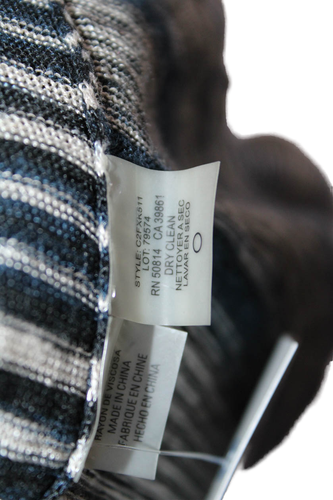 STYLE: C2FXK511
LOT: 79574
RN 50814 CA 39861
DRY CLEAN
NETTOYER A SEC
LAVAR EN SECO
RAYON DE VISCOSA
MADE IN CHINA
FABRIQUE EN CHINE
HECHO EN CHINA